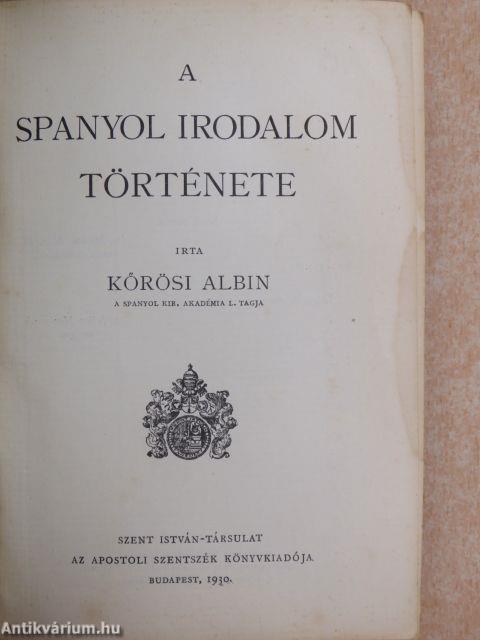 A
SPANYOL IRODALOM
TÖRTÉNETE
IRTA
KŐRÖSI ALBIN
A SPANYOL KIR. AKADÉMIA L. TAGJA
SZENT ISTVÁN-TÁRSULAT
AZ APOSTOLI SZENTSZÉK KÖNYVKIADÓJA
BUDAPEST, 1930.
Antikvárium.hu